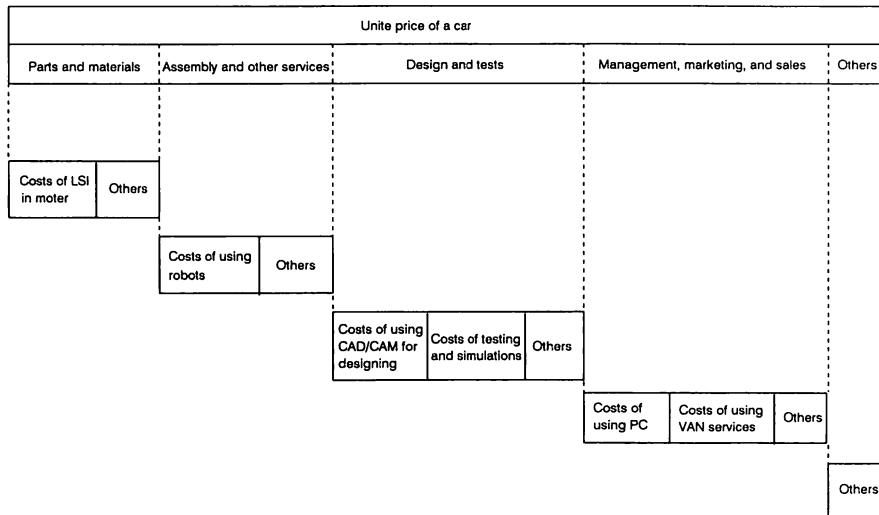 Unite price of a car
Parts and materials
Assembly and other services
Design and tests
Management, marketing, and sales
Others
Costs of LSI
in moter
Others
Costs of using
robots
Others
Costs of using
CAD/CAM for
designing
Costs of testing
and simulations
Others
Costs of
using PC
Costs of using
VAN services
Others
Others